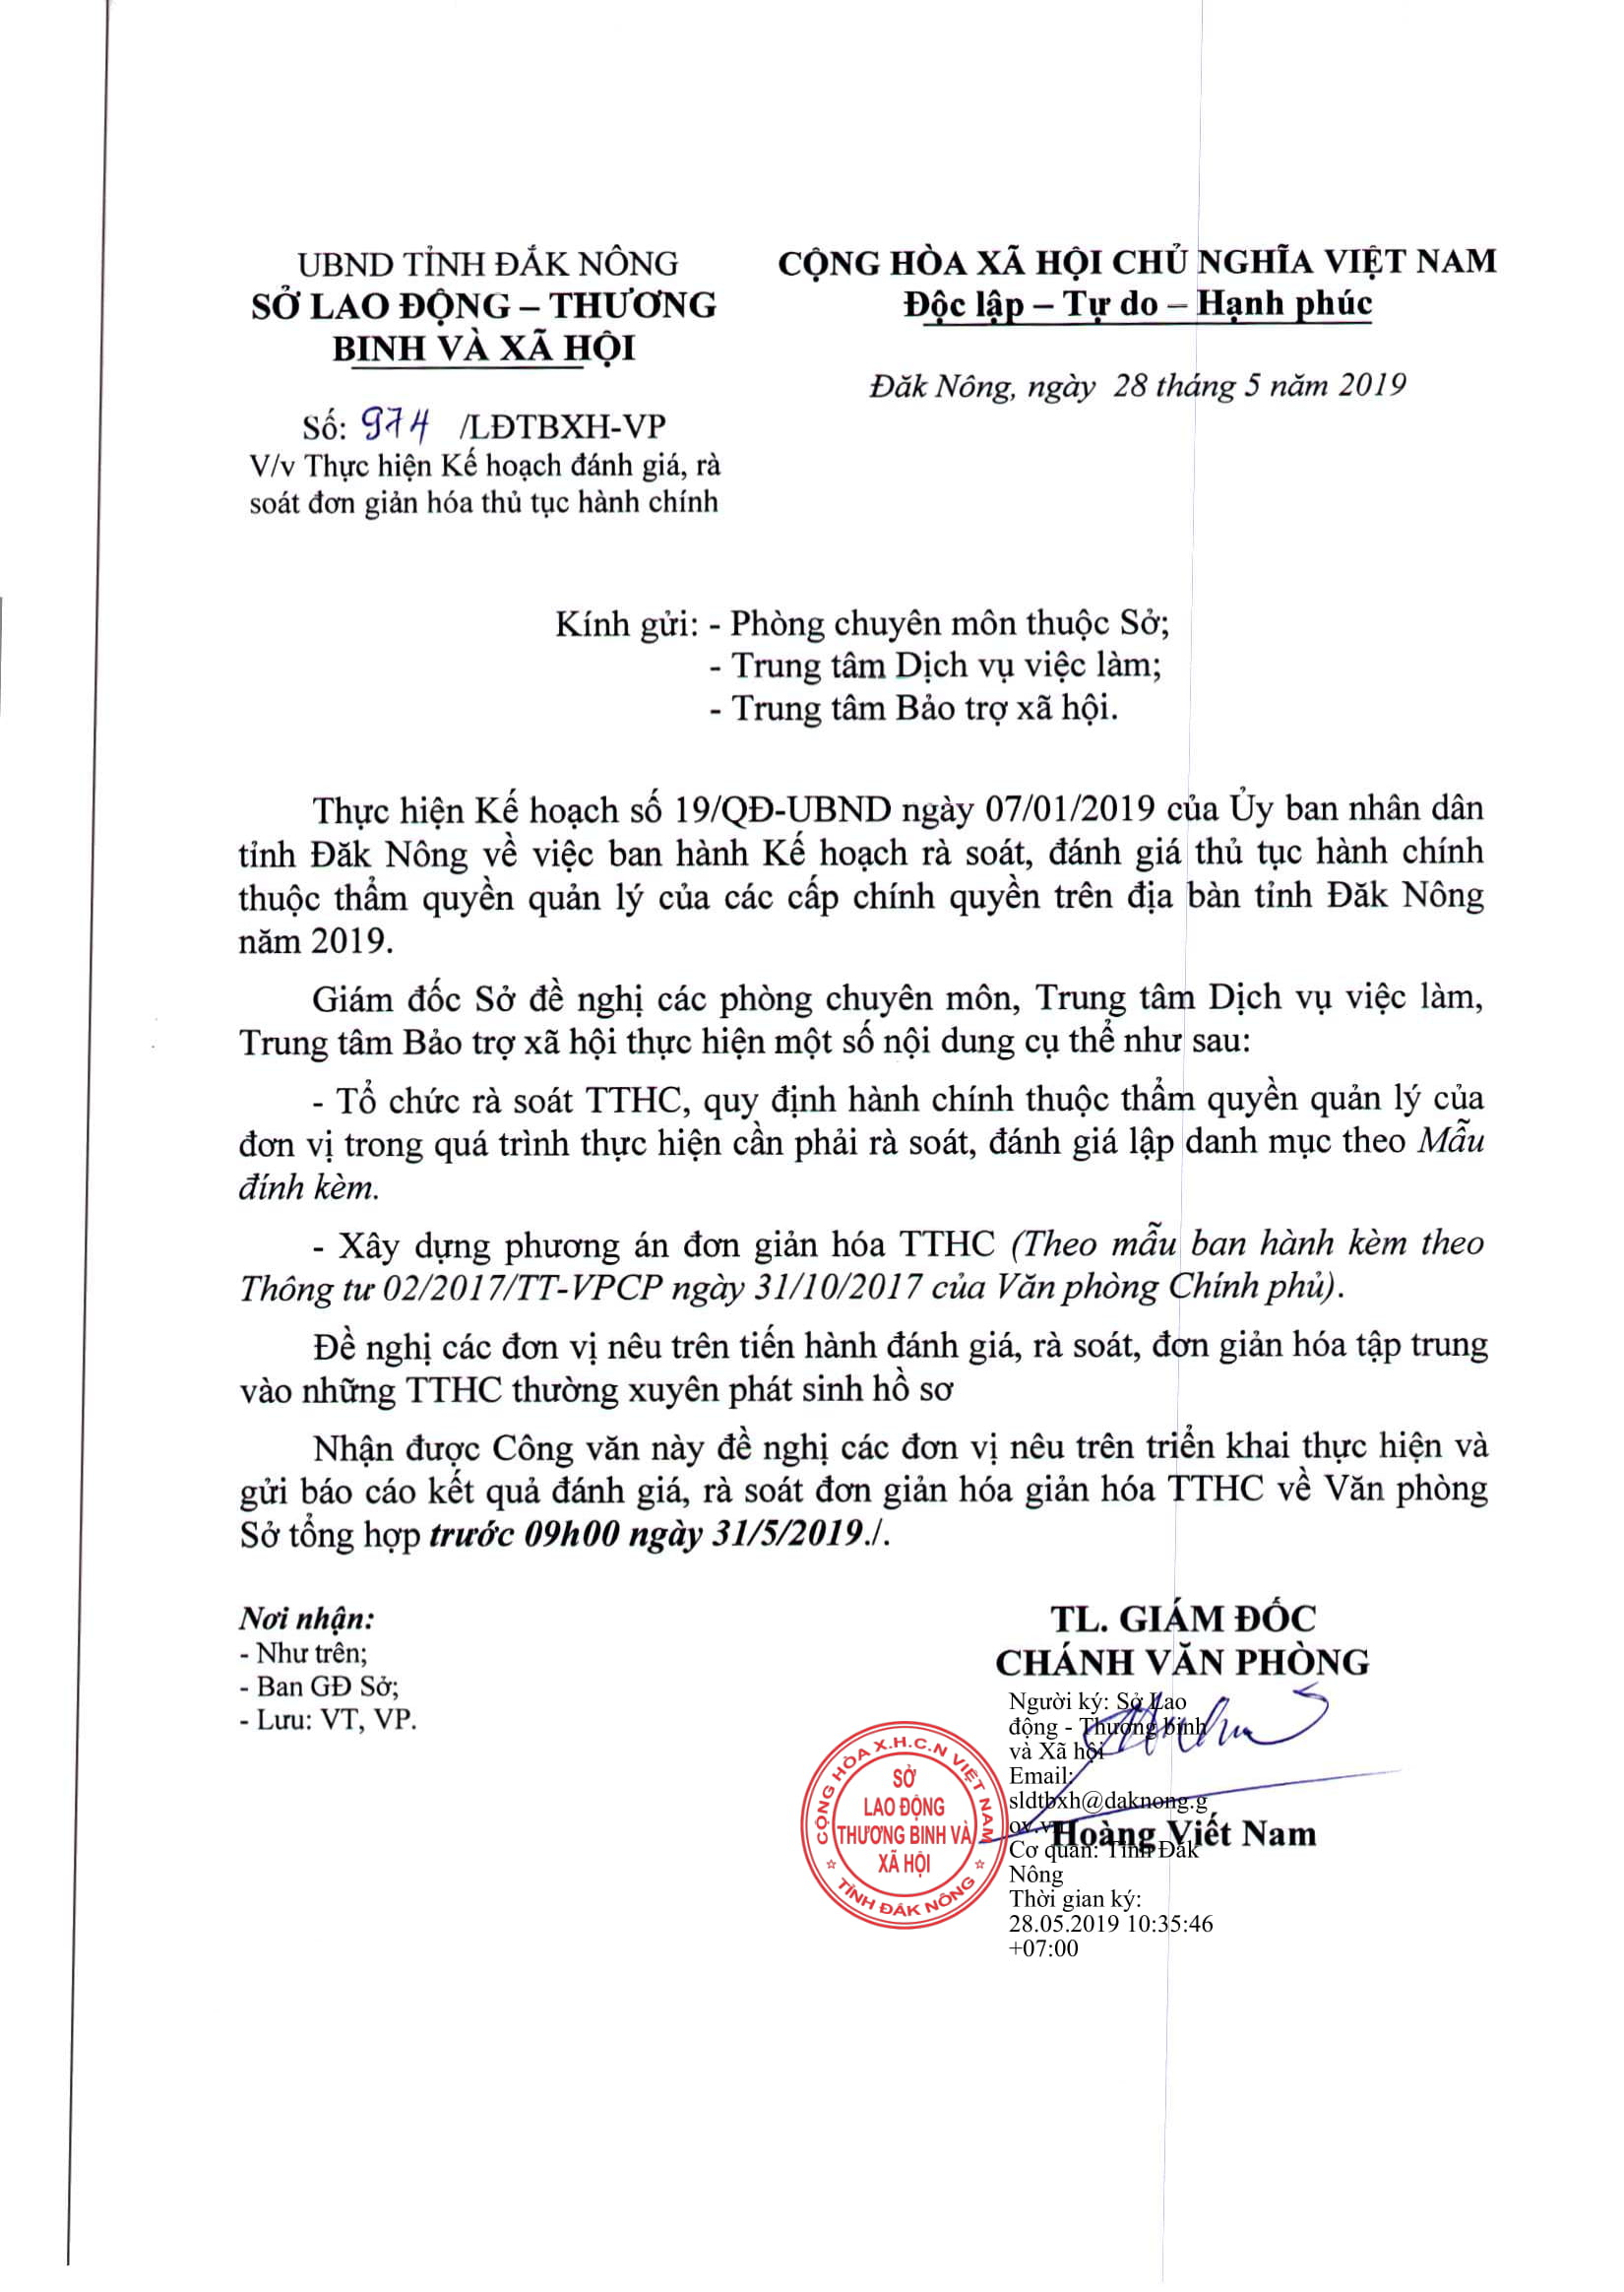 UBND TỈNH ĐẮK NÔNG
SỞ LAO ĐỘNG – THƯƠNG
BINH VÀ XÃ HỘI
Số: 974 /LĐTBXH-VP
V/v Thực hiện Kế hoạch đánh giá, rà
soát đơn giản hóa thủ tục hành chính
CỘNG HÒA XÃ HỘI CHỦ NGHĨA VIỆT NAM
Độc lập – Tự do – Hạnh phúc
Đăk Nông, ngày 28 tháng 5 năm 2019
Kính gửi: - Phòng chuyên môn thuộc Sở;
- Trung tâm Dịch vụ việc làm;
- Trung tâm Bảo trợ xã hội.
Thực hiện Kế hoạch số 19/QĐ-UBND ngày 07/01/2019 của Ủy ban nhân dân
tỉnh Đăk Nông về việc ban hành Kế hoạch rà soát, đánh giá thủ tục hành chính
thuộc thẩm quyền quản lý của các cấp chính quyền trên địa bàn tỉnh Đăk Nông
năm 2019.
Giám đốc Sở đề nghị các phòng chuyên môn, Trung tâm Dịch vụ việc làm,
Trung tâm Bảo trợ xã hội thực hiện một số nội dung cụ thể như sau:
- Tổ chức rà soát TTHC, quy định hành chính thuộc thẩm quyền quản lý của
đơn vị trong quá trình thực hiện cần phải rà soát, đánh giá lập danh mục theo Mẫu
đính kèm.
- Xây dựng phương án đơn giản hóa TTHC (Theo mẫu ban hành kèm theo
Thông tư 02/2017/TT-VPCP ngày 31/10/2017 của Văn phòng Chính phủ).
Đề nghị các đơn vị nêu trên tiến hành đánh giá, rà soát, đơn giản hóa tập trung
vào những TTHC thường xuyên phát sinh hồ sơ
Nhận được Công văn này đề nghị các đơn vị nêu trên triển khai thực hiện và
gửi báo cáo kết quả đánh giá, rà soát đơn giản hóa giản hóa TTHC về Văn phòng
Sở tổng hợp trước 09h00 ngày 31/5/2019./.
Nơi nhận:
- Như trên;
- Ban GĐ Sở;
- Lưu: VT, VP.
TL. GIÁM ĐỐC
CHÁNH VĂN PHÒNG
Người ký: Sở Lao
động - Thương binh
và Xã hội
Email:
sldtbxh@daknong.g
ov.vn
Cơ quan: Tỉnh Đắk
Nông
Thời gian ký:
28.05.2019 10:35:46
+07:00
Hoàng Viết Nam
CỘNG HÒA X.H.C.N VIỆT NAM
SỞ
LAO ĐỘNG
THƯƠNG BINH VÀ
XÃ HỘI
TỈNH ĐẮK NÔNG